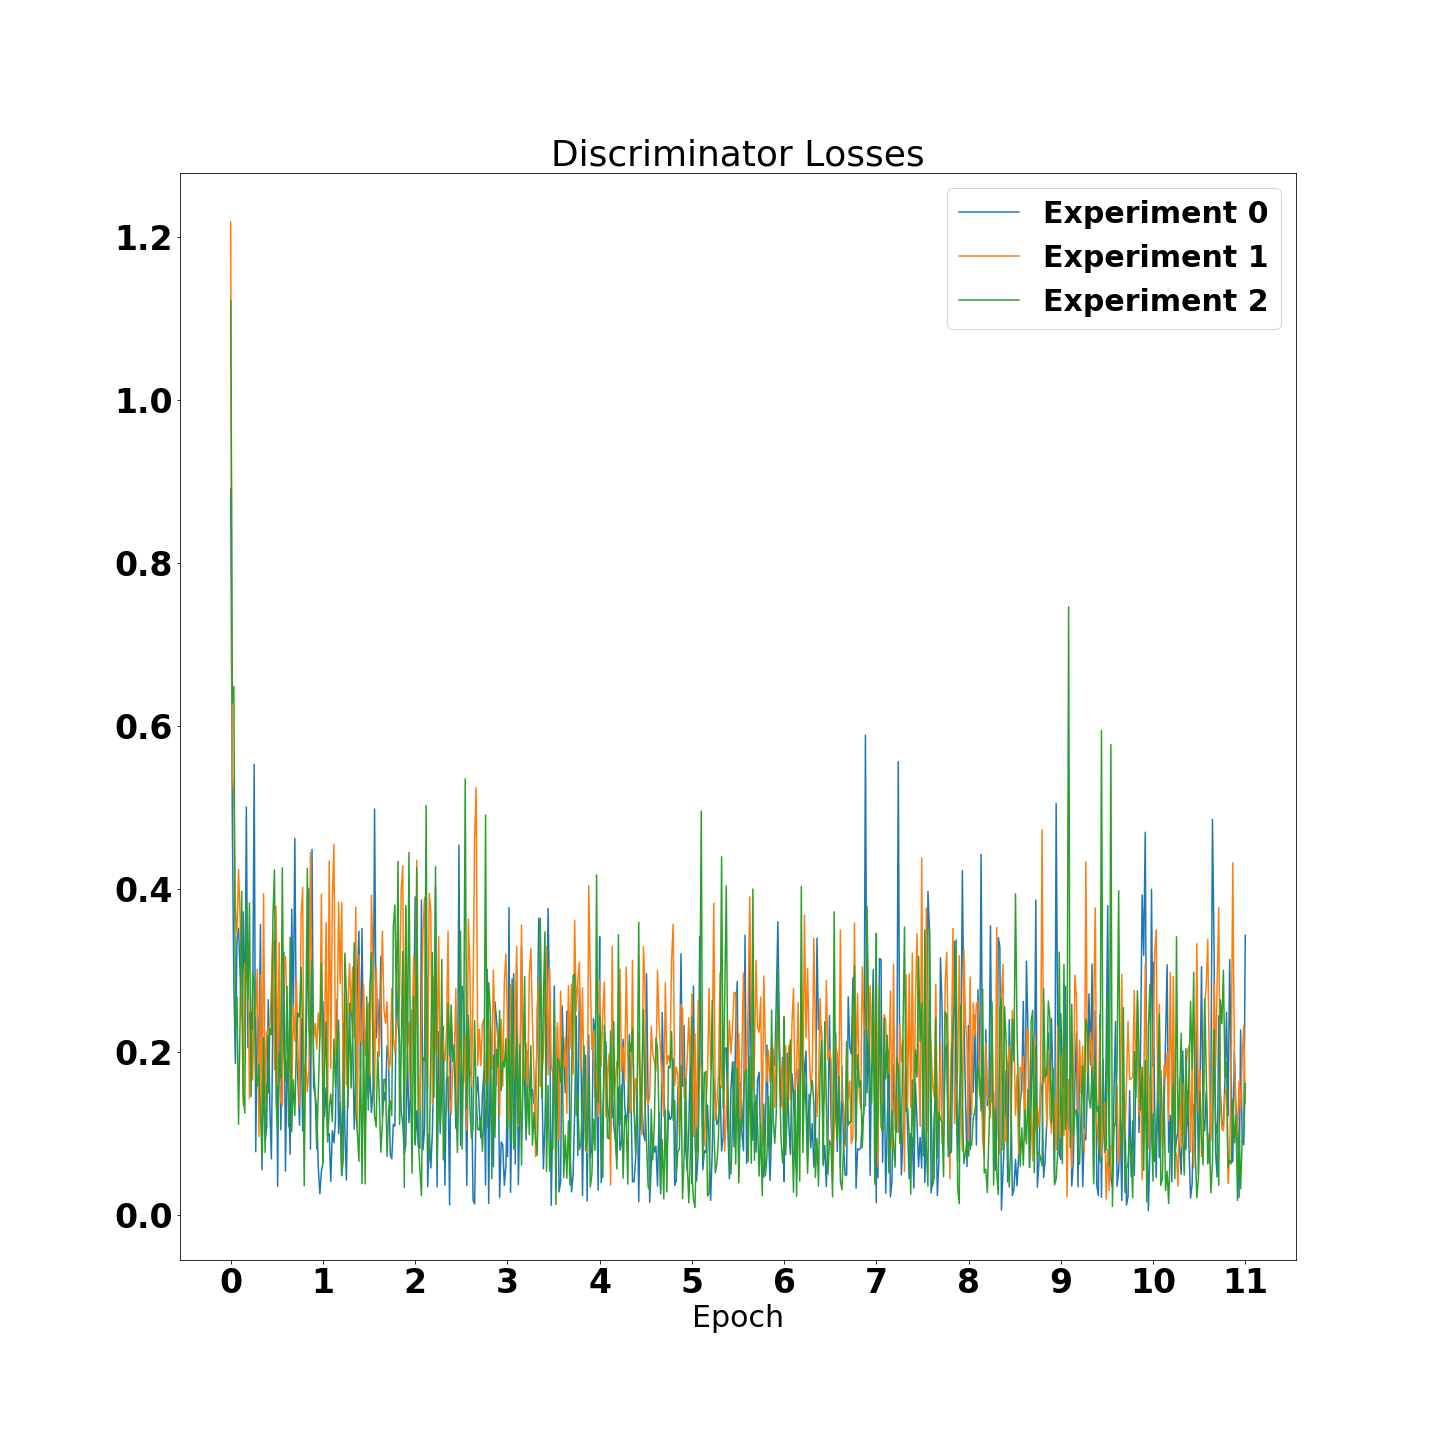 Discriminator Losses
Experiment 0
Experiment 1
Experiment 2
1.2
1.0
0.8
0.6
0.4
0.2
0.0
0 1 2 3 4 5 6 7 8 9 10 11
Epoch